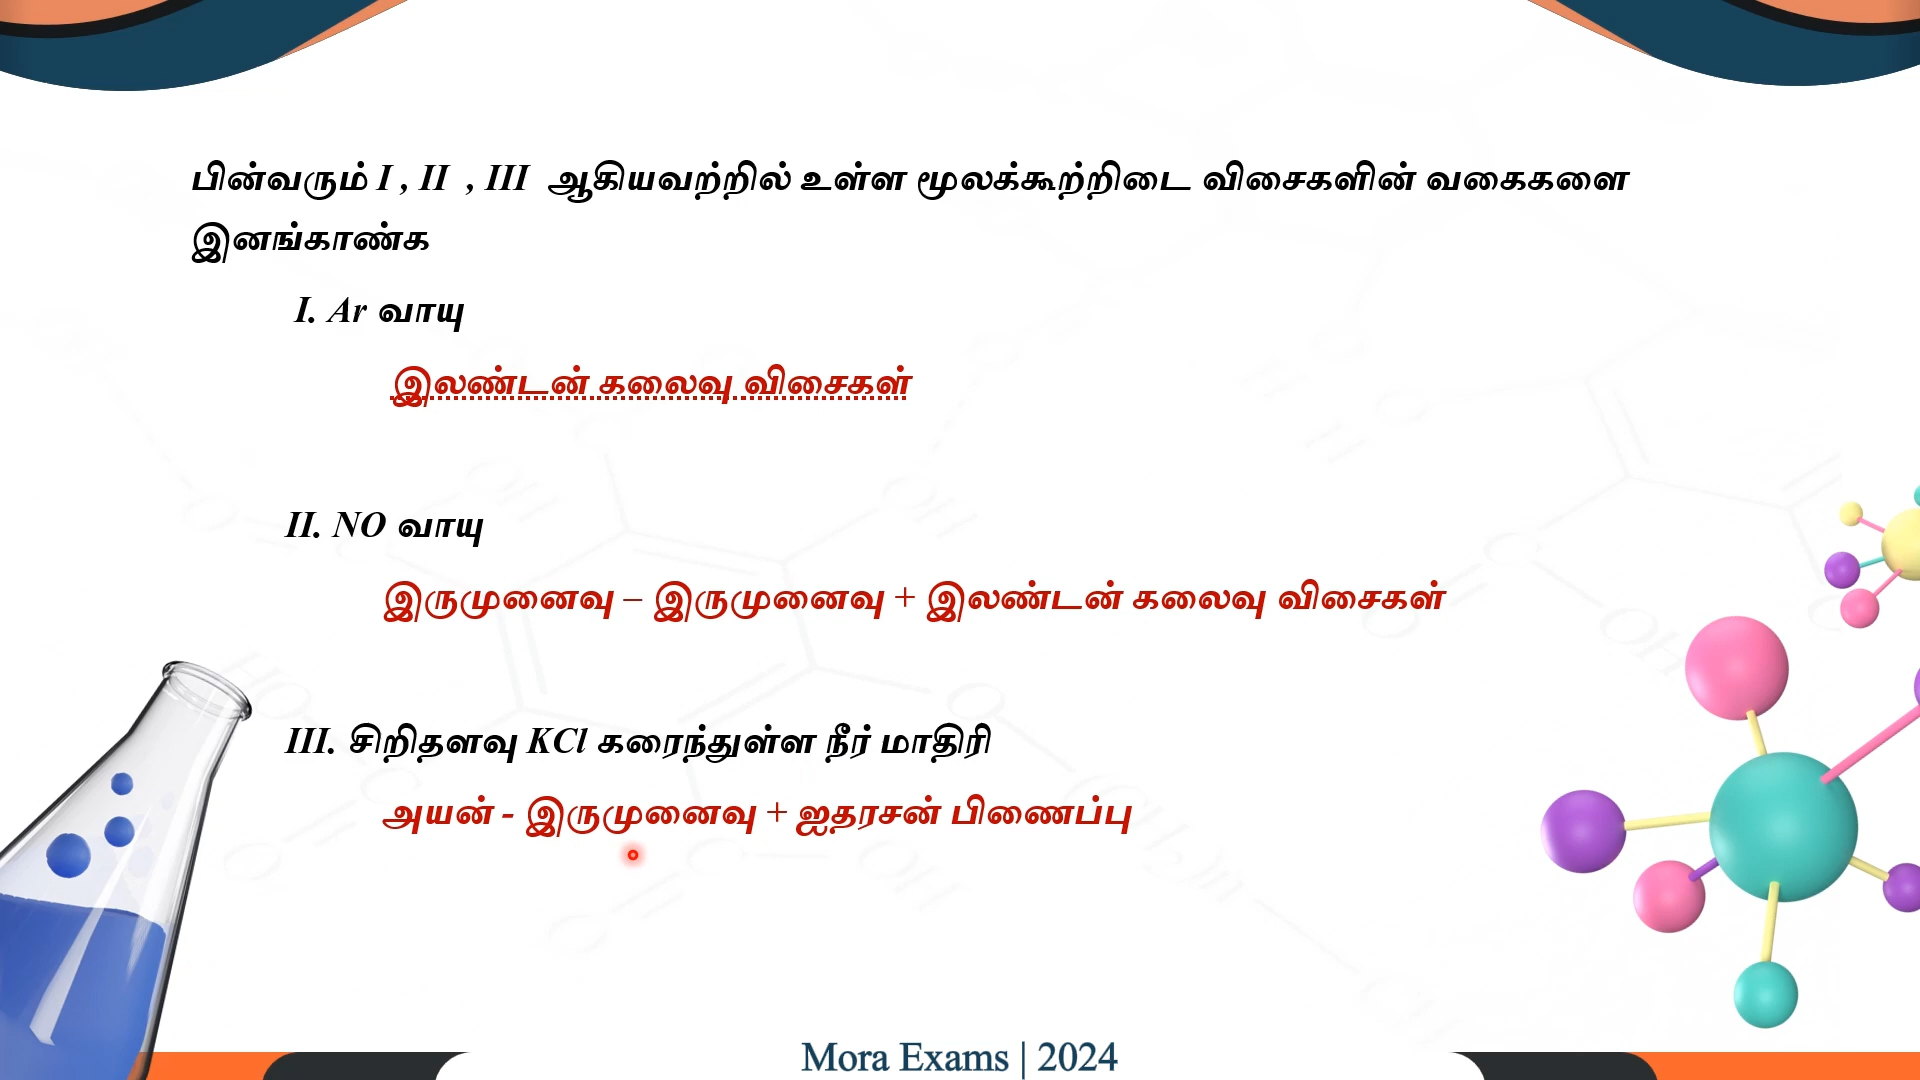 பின்வரும் I , II , III ஆகியவற்றில் உள்ள மூலக்கூற்றிடை விசைகளின் வகைகளை
இனங்காண்க
I. Ar வாயு
இலண்டன் கலைவு விசைகள்
II. NO வாயு
இருமுனைவு – இருமுனைவு + இலண்டன் கலைவு விசைகள்
III. சிறிதளவு KCl கரைந்துள்ள நீர் மாதிரி
அயன் - இருமுனைவு + ஐதரசன் பிணைப்பு
Mora Exams | 2024